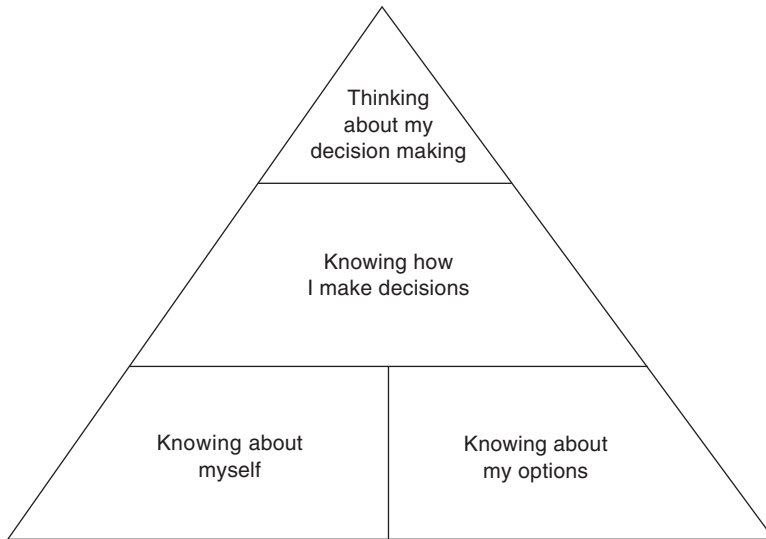 Thinking
about my
decision making
Knowing how
I make decisions
Knowing about
myself
Knowing about
my options